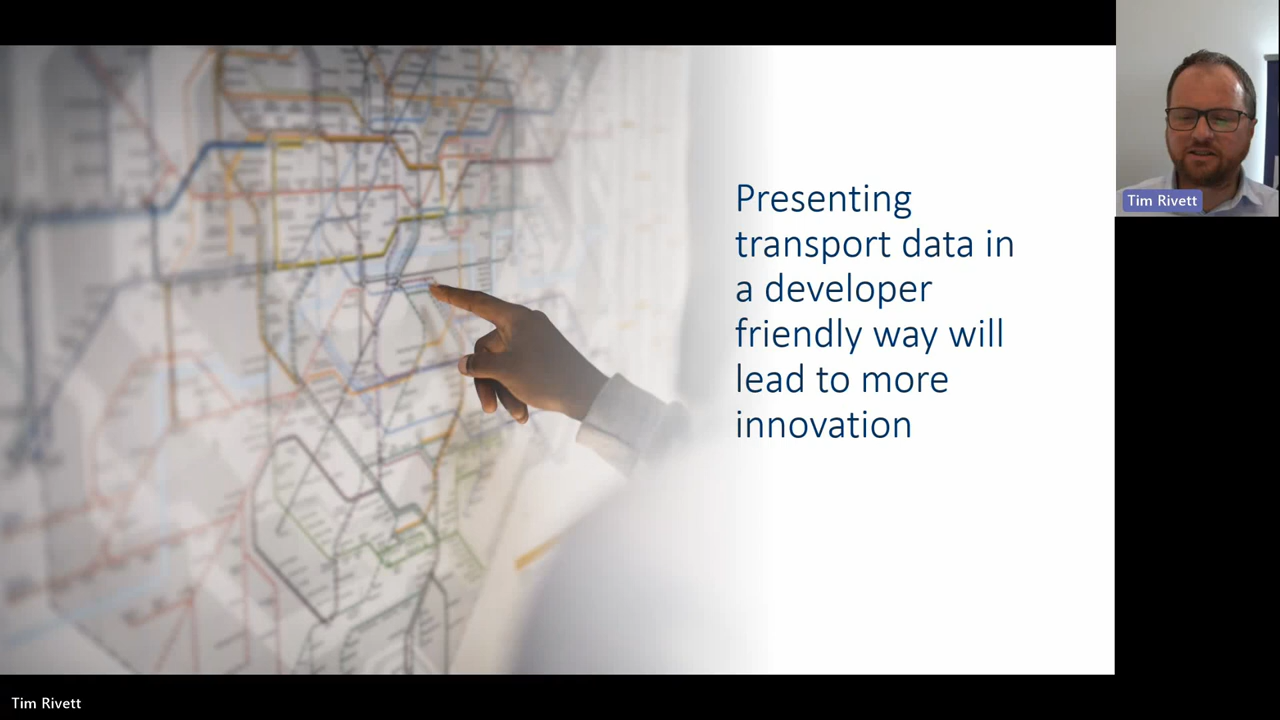 Presenting
transport data in
a developer
friendly way will
lead to more
innovation
Tim Rivett
Tim Rivett